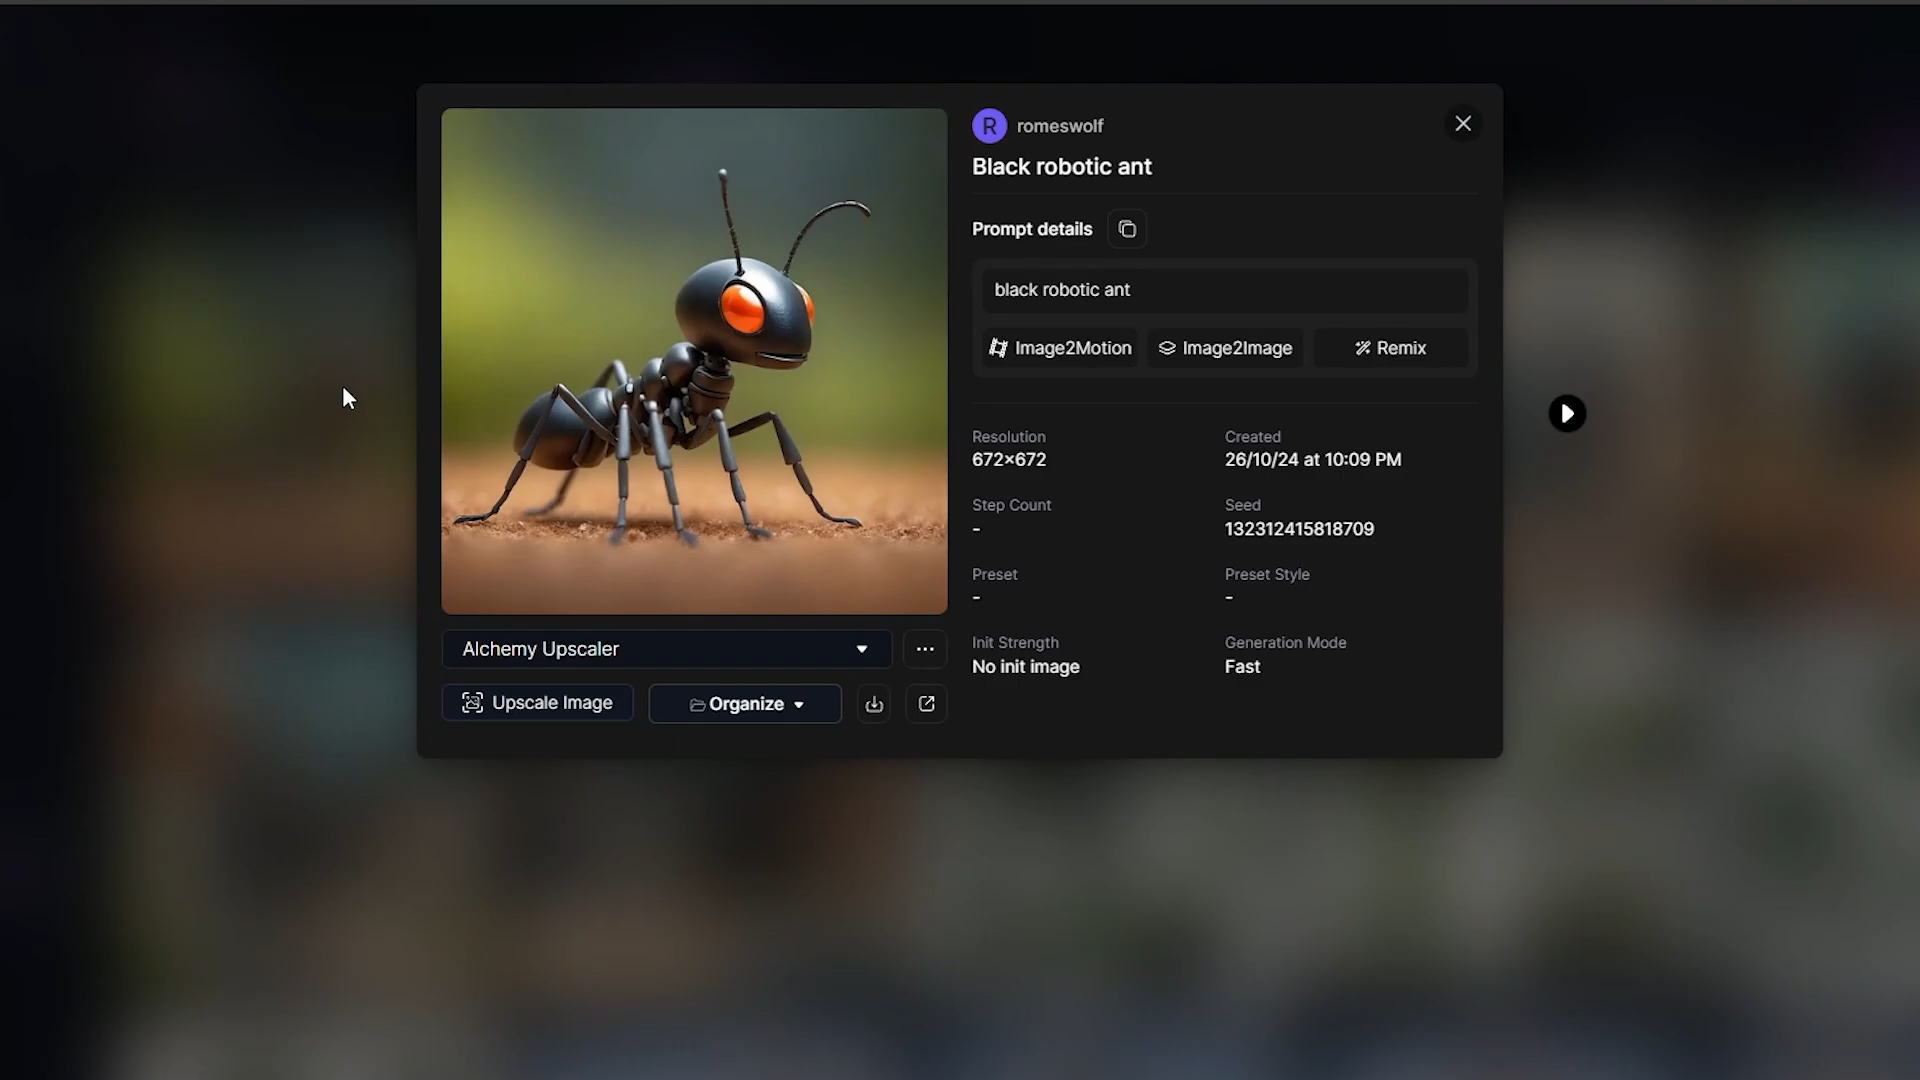 R romeswolf
Black robotic ant
Prompt details
black robotic ant
Image2Motion Image2Image Remix
Resolution Created
672×672 26/10/24 at 10:09 PM
Step Count Seed
- 132312415818709
Preset Preset Style
- -
Init Strength Generation Mode
No init image Fast
Alchemy Upscaler
Upscale Image Organize